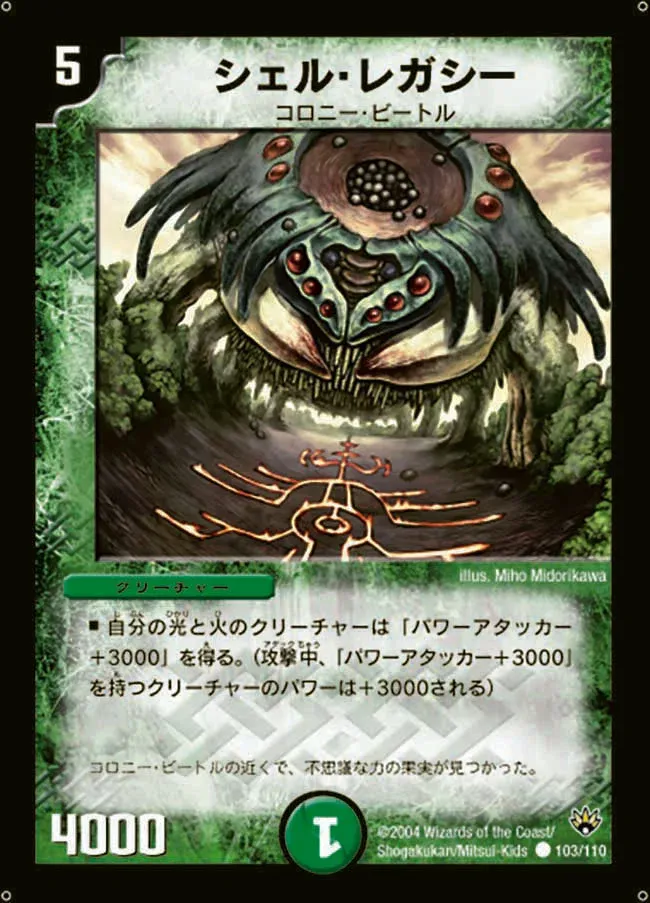 5
シェル・レガシー
コロニー・ビートル
illus. Miho Midorikawa
クリーチャー
■ 自分の光と火のクリーチャーは「パワーアタッカー
+3000」を得る。(攻撃中、「パワーアタッカー+3000」
を持つクリーチャーのパワーは+3000される)
コロニー・ビートルの近くで、不思議な力の果実が見つかった。
4000
1
©2004 Wizards of the Coast/
Shogakukan/Mitsui-Kids
103/110